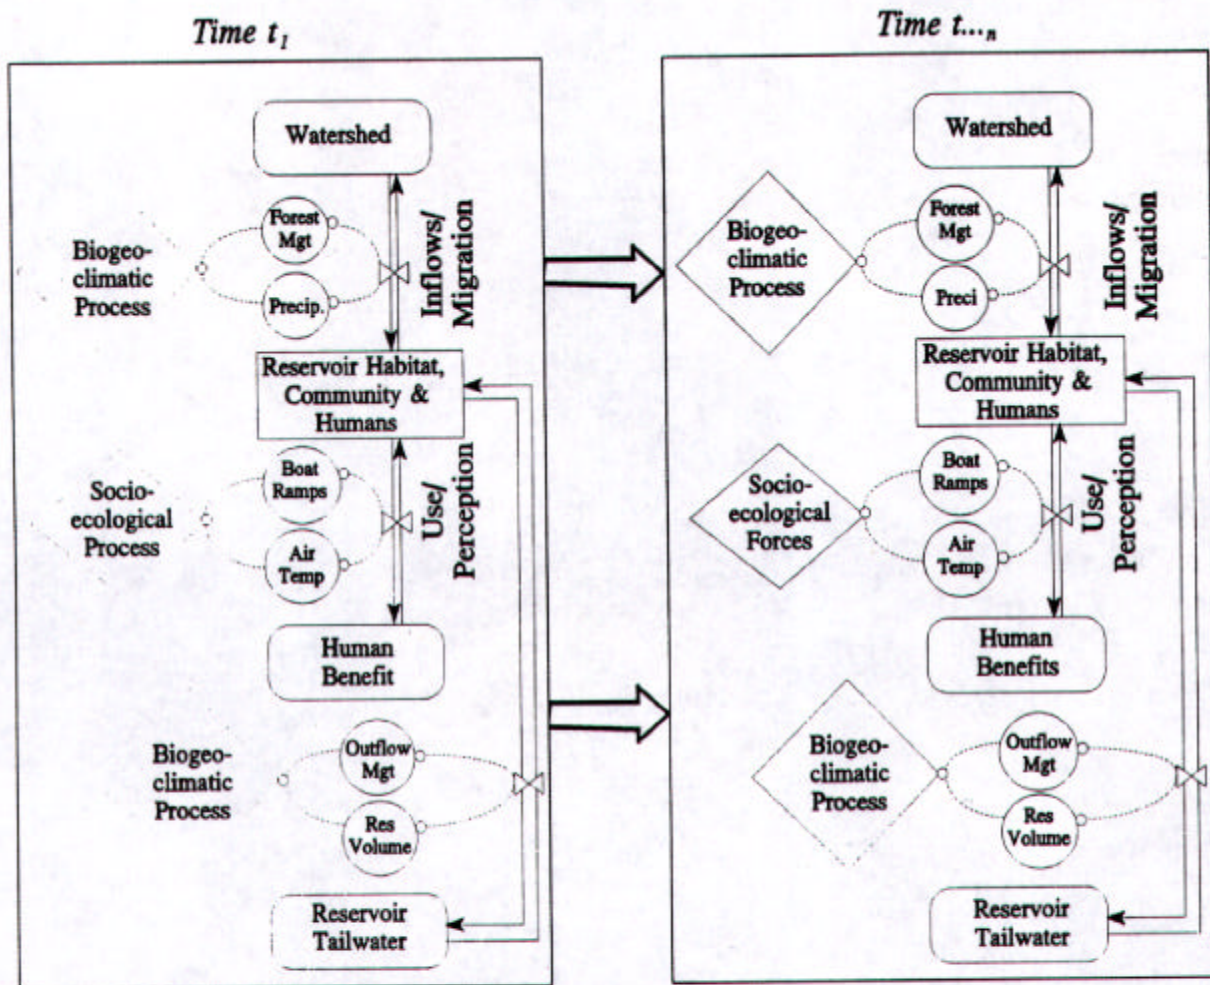 Time t1
Watershed
Forest
Mgt
Biogeo-
climatic
Process
Precip.
Inflows/
Migration
Reservoir Habitat,
Community &
Humans
Boat
Ramps
Socio-
ecological
Process
Air
Temp
Use/
Perception
Human
Benefit
Outflow
Mgt
Biogeo-
climatic
Process
Res
Volume
Reservoir
Tailwater
Time t...n
Watershed
Forest
Mgt
Biogeo-
climatic
Process
Preci
Inflows/
Migration
Reservoir Habitat,
Community &
Humans
Boat
Ramps
Socio-
ecological
Forces
Air
Temp
Use/
Perception
Human
Benefits
Outflow
Mgt
Biogeo-
climatic
Process
Res
Volume
Reservoir
Tailwater